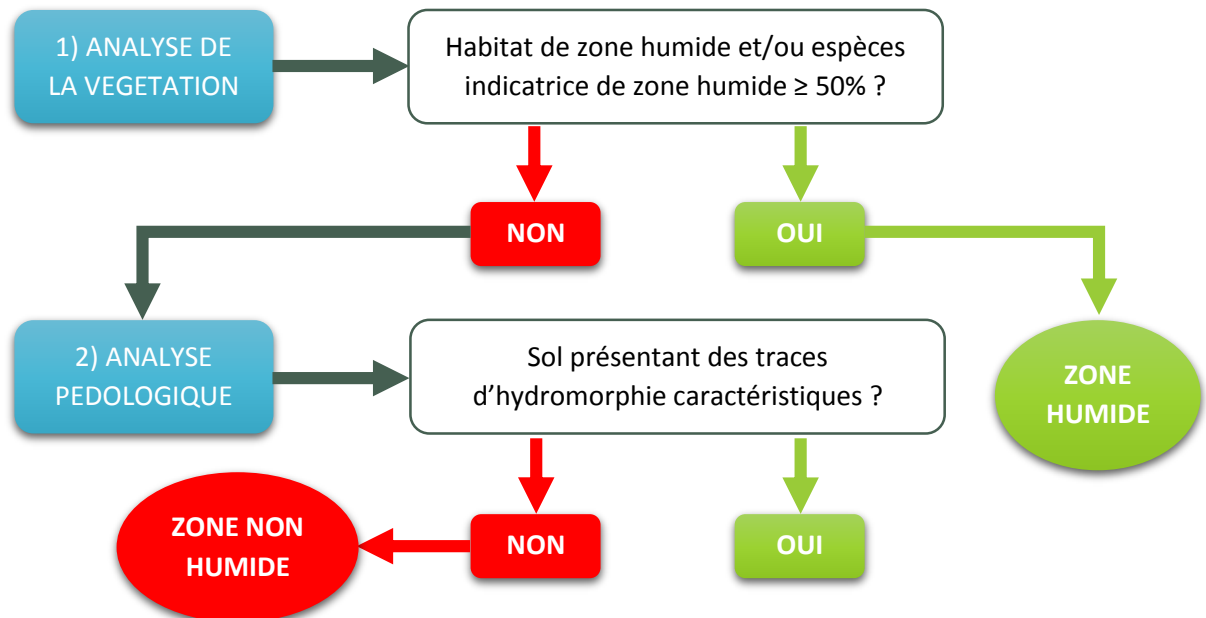 1) ANALYSE DE
LA VEGETATION
Habitat de zone humide et/ou espèces
indicatrice de zone humide ≥ 50% ?
NON
OUI
2) ANALYSE
PEDOLOGIQUE
Sol présentant des traces
d’hydromorphie caractéristiques ?
ZONE
HUMIDE
ZONE NON
HUMIDE
NON
OUI